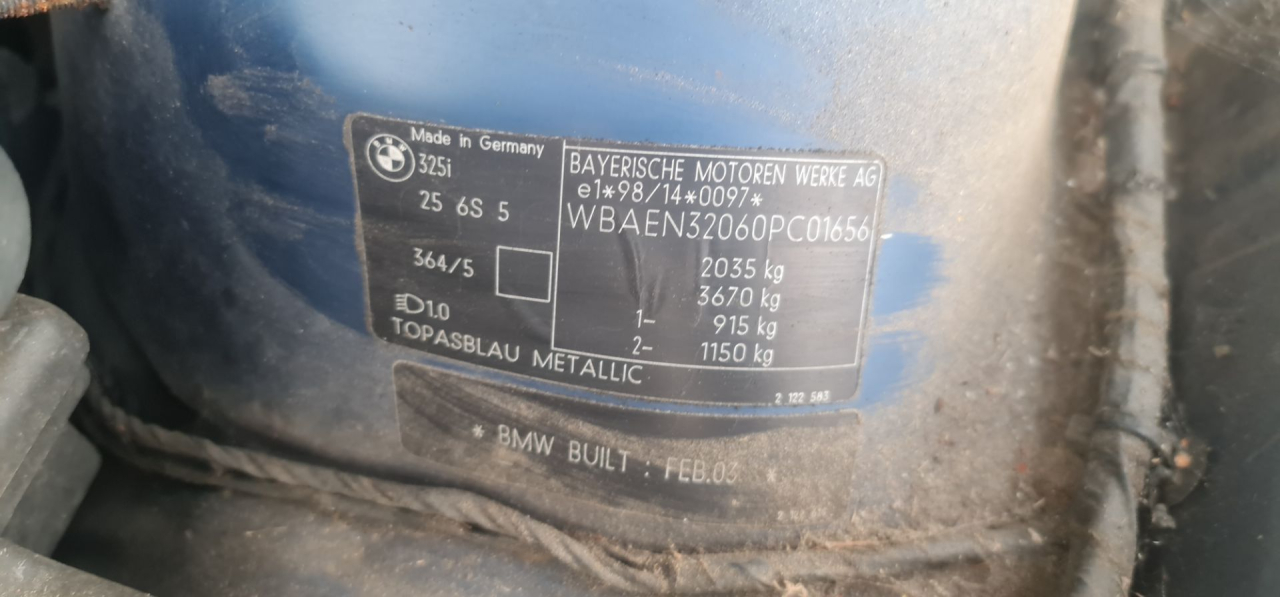 Made in Germany
325i
25 6S 5
364/5
1.0
TOPASBLAU METALLIC
BAYERISCHE MOTOREN WERKE AG
e1*98/14*0097*
WBAEN32060PC01656
2035 kg
3670 kg
1- 915 kg
2- 1150 kg
2 122 583
* BMW BUILT : FEB.03 *